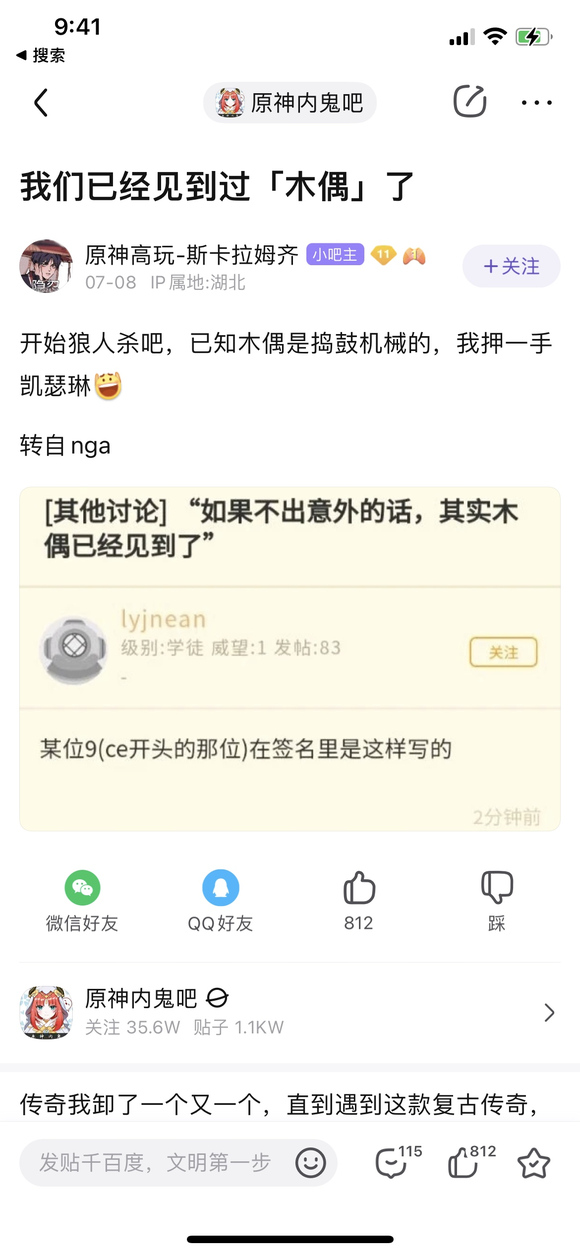 9:41
搜索
原神内鬼吧
我们已经见到过「木偶」了
原神高玩-斯卡拉姆齐 小吧主 11
07-08 IP属地:湖北
+关注
开始狼人杀吧，已知木偶是捣鼓机械的，我押一手
凯瑟琳
转自nga
[其他讨论] “如果不出意外的话，其实木
偶已经见到了”
lyjnean
级别:学徒 威望:1 发帖:83
-
关注
某位9(ce开头的那位)在签名里是这样写的
2分钟前
微信好友 QQ好友 812 踩
原神内鬼吧
关注 35.6W 贴子 1.1KW
传奇我卸了一个又一个，直到遇到这款复古传奇，
发贴千百度，文明第一步 115 812